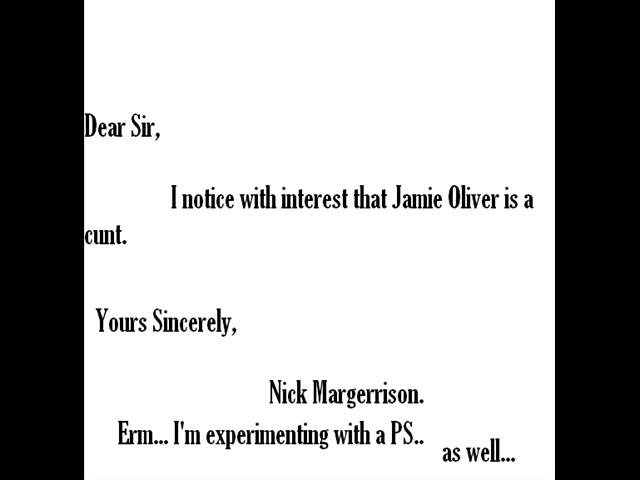 Dear Sir,
I notice with interest that Jamie Oliver is a
cunt.
Yours Sincerely,
Nick Margerrison.
Erm... I'm experimenting with a PS..
as well...